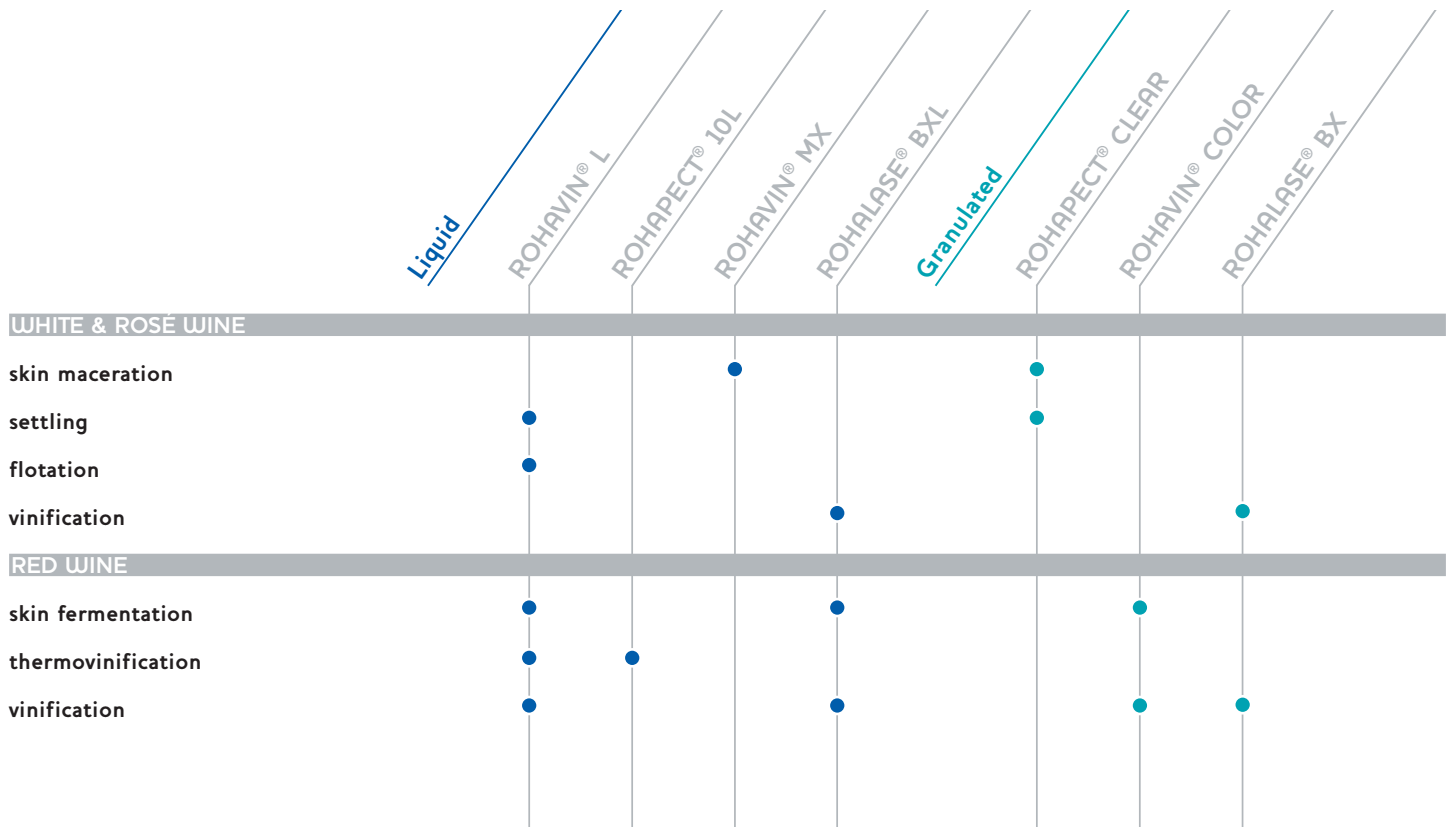 Liquid
ROHAVIN® L
ROHAPECT® 10L
ROHAVIN® MX
ROHALASE® BXL
Granulated
ROHAPECT® CLEAR
ROHAVIN® COLOR
ROHALASE® BX
WHITE & ROSÉ WINE
skin maceration
settling
flotation
vinification
RED WINE
skin fermentation
thermovinification
vinification